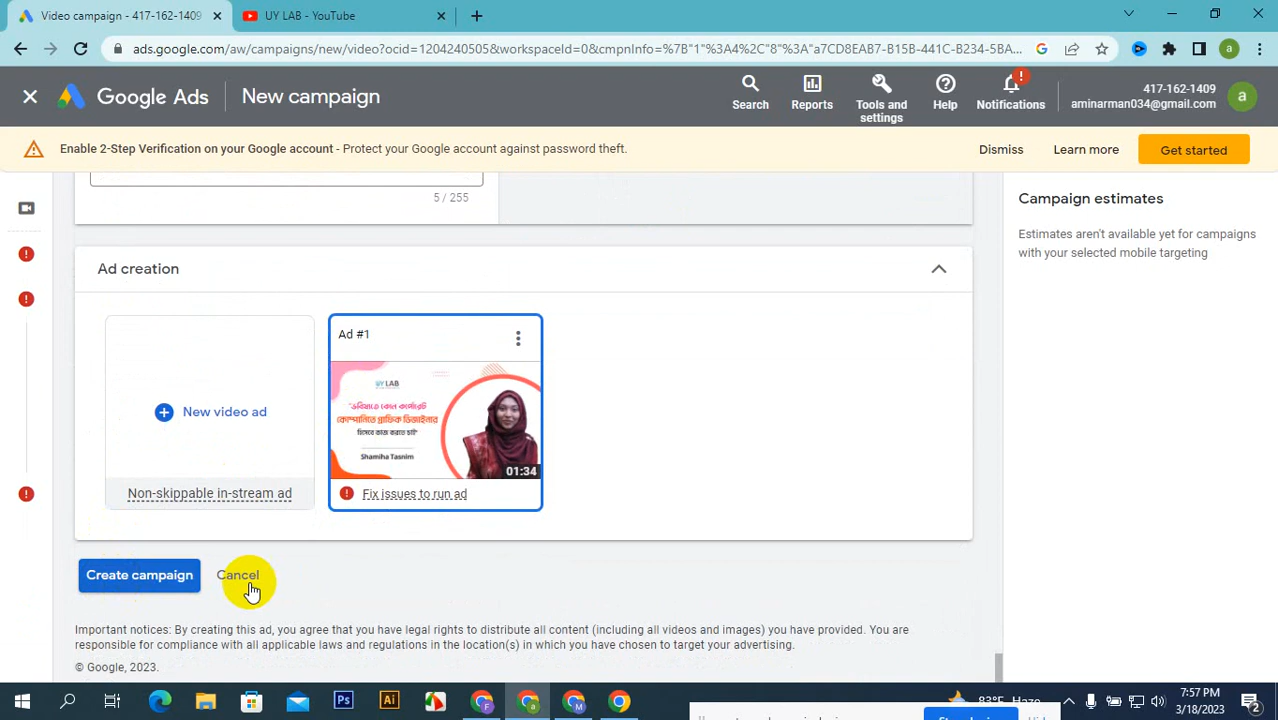 Video campaign - 417-162-1409
UY LAB - YouTube
ads.google.com/aw/campaigns/new/video?ocid=1204240505&workspaceId=0&cmpnInfo=%7B"1"%3A4%2C"8"%3A"a7CD8EAB7-B15B-441C-B234-5BA...
Google Ads
New campaign
Search
Reports
Tools and
settings
Help
Notifications
417-162-1409
aminarman034@gmail.com
a
Enable 2-Step Verification on your Google account - Protect your Google account against password theft.
Dismiss
Learn more
Get started
5 / 255
Campaign estimates
Estimates aren't available yet for campaigns
with your selected mobile targeting
Ad creation
New video ad
Non-skippable in-stream ad
Ad #1
UY LAB
"ভবিষ্যতে কোন কর্পোরেট
কোম্পানিতে গ্রাফিক ডিজাইনার
হিসেবে কাজ করতে চাই"
Shamiha Tasnim
01:34
Fix issues to run ad
Create campaign
Cancel
Important notices: By creating this ad, you agree that you have legal rights to distribute all content (including all videos and images) you have provided. You are
responsible for compliance with all applicable laws and regulations in the location(s) in which you have chosen to target your advertising.
© Google, 2023.
83°F Haze
7:57 PM
3/18/2023